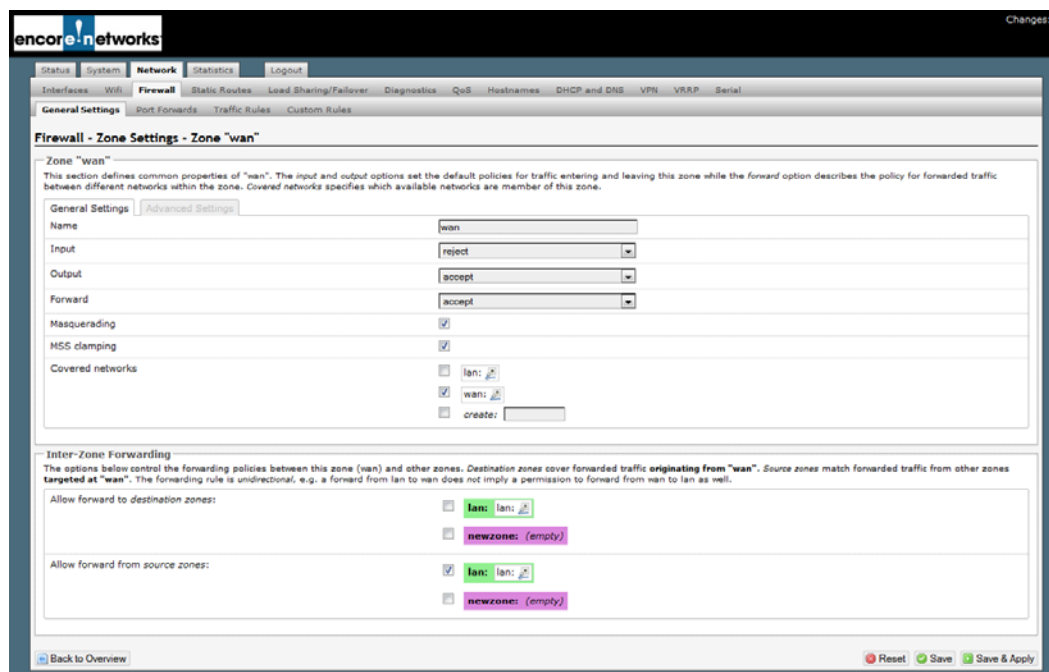 Changes:
encore!networks
Status System Network Statistics Logout
Interfaces Wifi Firewall Static Routes Load Sharing/Failover Diagnostics QoS Hostnames DHCP and DNS VPN VRRP Serial
General Settings Port Forwards Traffic Rules Custom Rules
Firewall - Zone Settings - Zone "wan"
Zone "wan"
This section defines common properties of "wan". The input and output options set the default policies for traffic entering and leaving this zone while the forward option describes the policy for forwarded traffic
between different networks within the zone. Covered networks specifies which available networks are member of this zone.
General Settings Advanced Settings
Name wan
Input reject
Output accept
Forward accept
Masquerading
MSS clamping
Covered networks
lan:
wan:
create:
Inter-Zone Forwarding
The options below control the forwarding policies between this zone (wan) and other zones. Destination zones cover forwarded traffic originating from "wan". Source zones match forwarded traffic from other zones
targeted at "wan". The forwarding rule is unidirectional, e.g. a forward from lan to wan does not imply a permission to forward from wan to lan as well.
Allow forward to destination zones:
lan: lan:
newzone: (empty)
Allow forward from source zones:
lan: lan:
newzone: (empty)
Back to Overview Reset Save Save & Apply